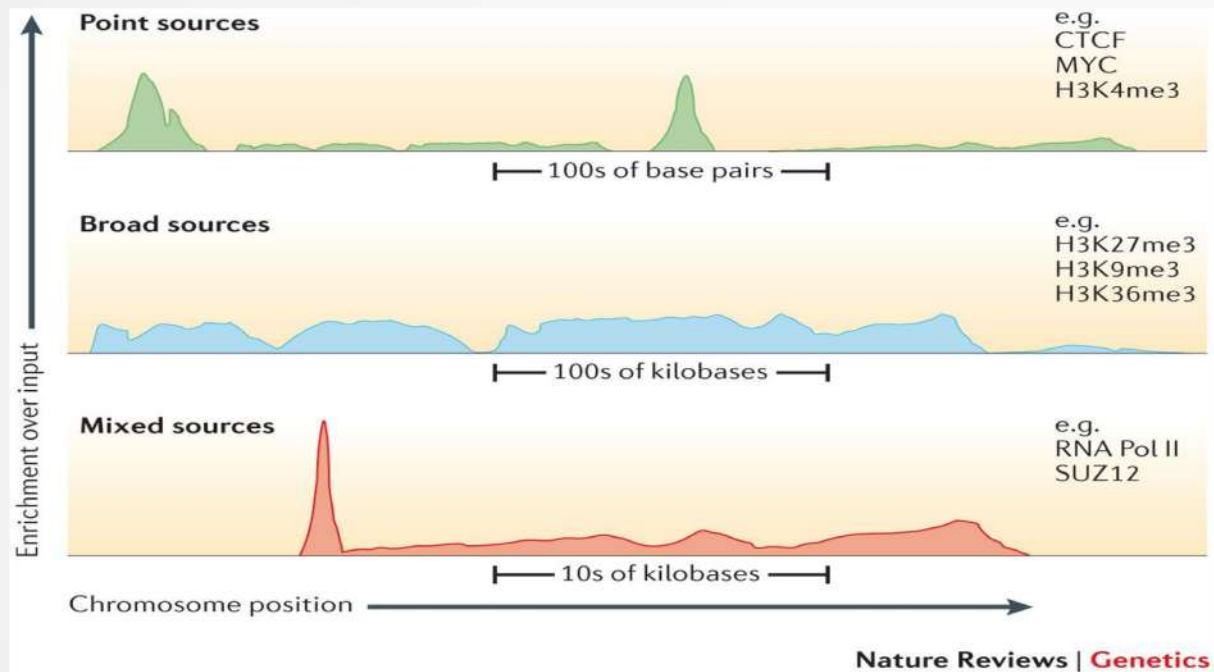 Point sources
e.g.
CTCF
MYC
H3K4me3
100s of base pairs
Broad sources
e.g.
H3K27me3
H3K9me3
H3K36me3
100s of kilobases
Mixed sources
e.g.
RNA Pol II
SUZ12
10s of kilobases
Enrichment over input
Chromosome position
Nature Reviews | Genetics